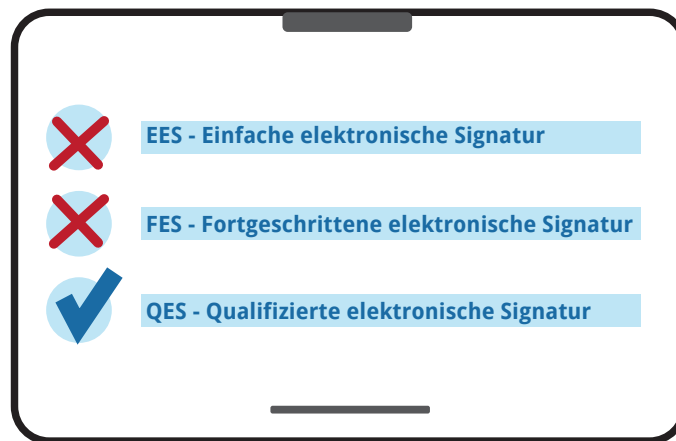 EES - Einfache elektronische Signatur
FES - Fortgeschrittene elektronische Signatur
QES - Qualifizierte elektronische Signatur